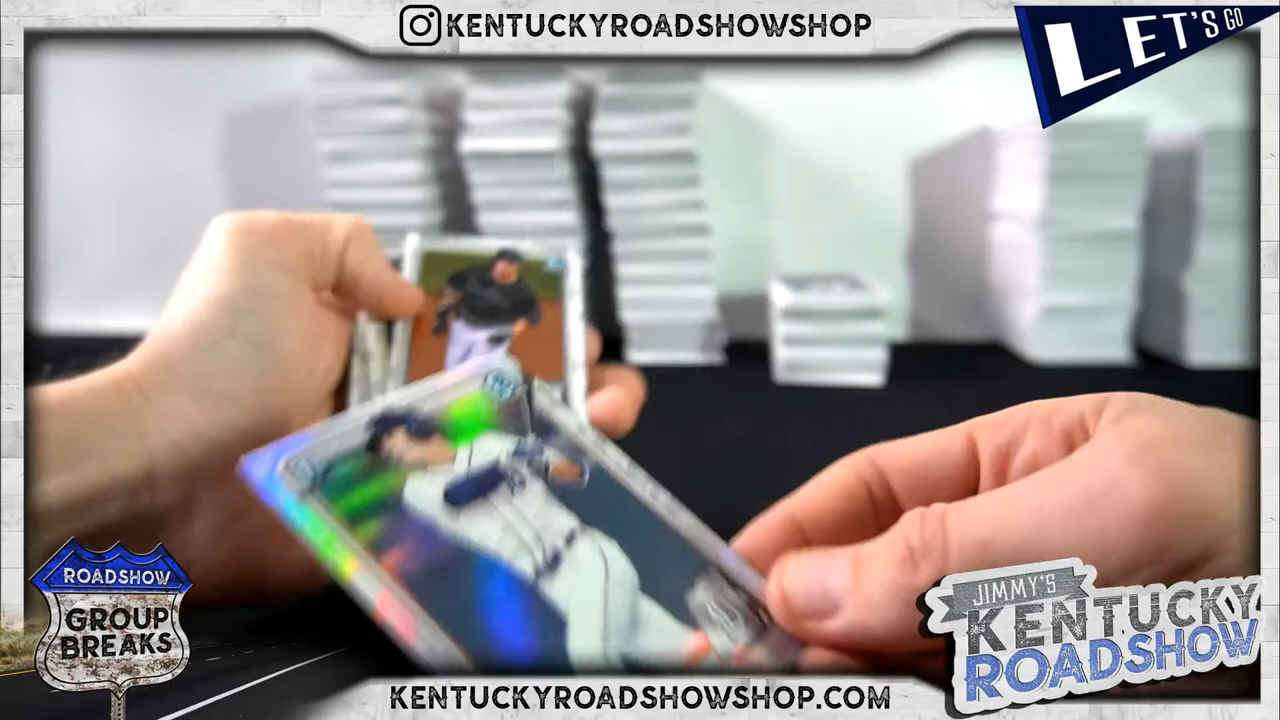 KENTUCKYROADSHOWSHOP
LET'S GO
ROADSHOW
GROUP
BREAKS
JIMMY'S
KENTUCKY
ROADSHOW
KENTUCKYROADSHOWSHOP.COM